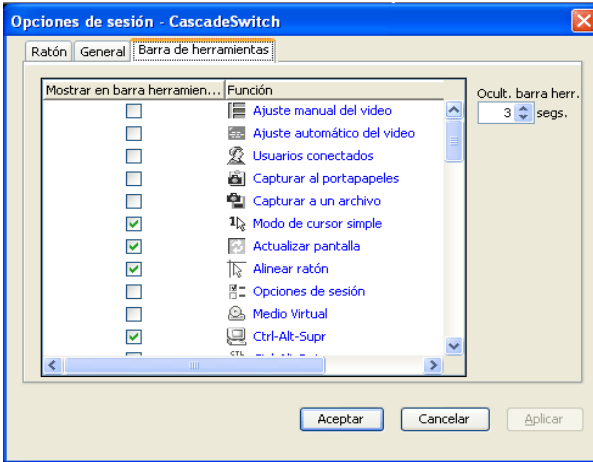 Opciones de sesión - CascadeSwitch
Ratón General Barra de herramientas
Mostrar en barra herramien... Función
Ocult. barra herr.
3 segs.
Ajuste manual del video
Ajuste automático del video
Usuarios conectados
Capturar al portapapeles
Capturar a un archivo
Modo de cursor simple
Actualizar pantalla
Alinear ratón
Opciones de sesión
Medio Virtual
Ctrl-Alt-Supr
Aceptar Cancelar Aplicar